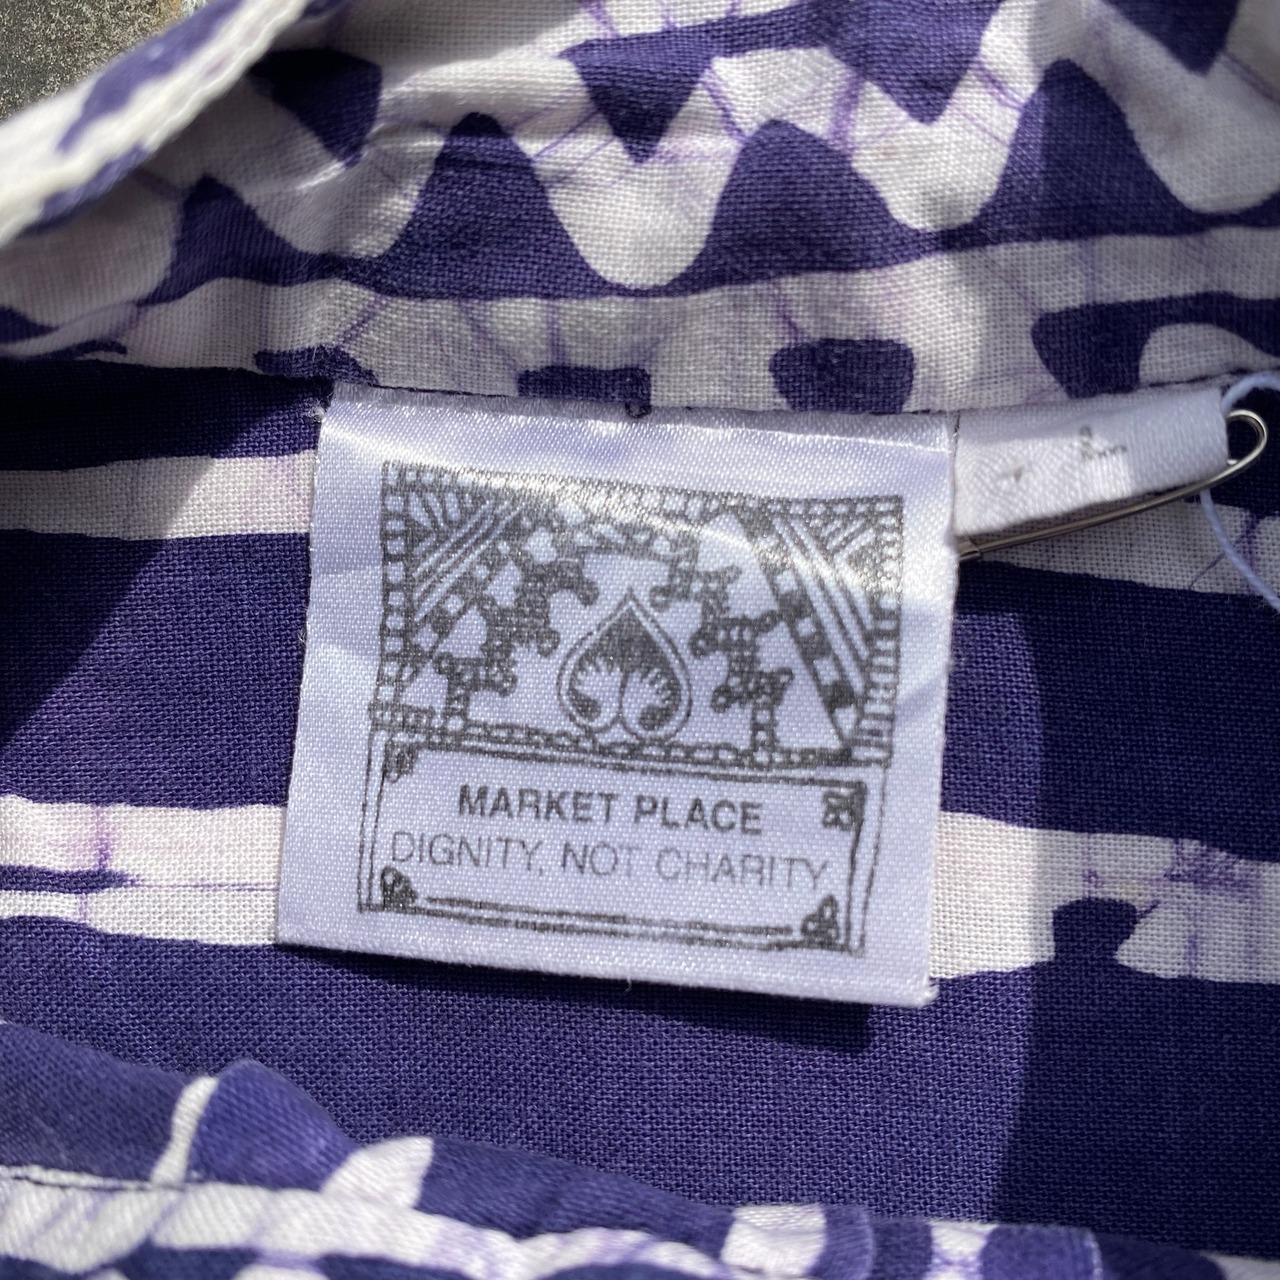 MARKET PLACE
DIGNITY, NOT CHARITY